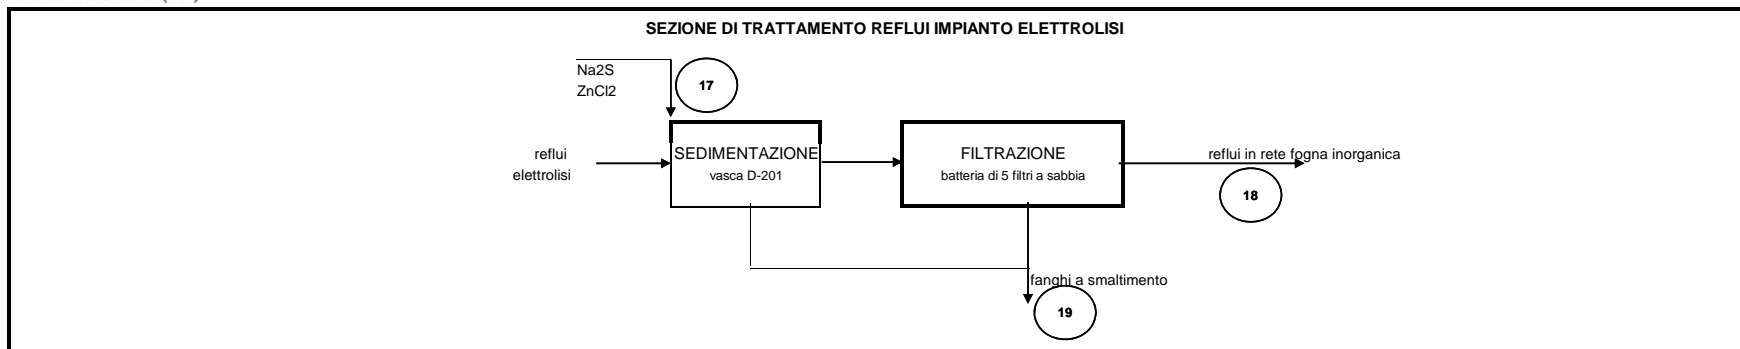 SEZIONE DI TRATTAMENTO REFLUI IMPIANTO ELETTROLISI
Na2S
ZnCl2
17
reflui
elettrolisi
SEDIMENTAZIONE
vasca D-201
FILTRAZIONE
batteria di 5 filtri a sabbia
reflui in rete fogna inorganica
18
fanghi a smaltimento
19